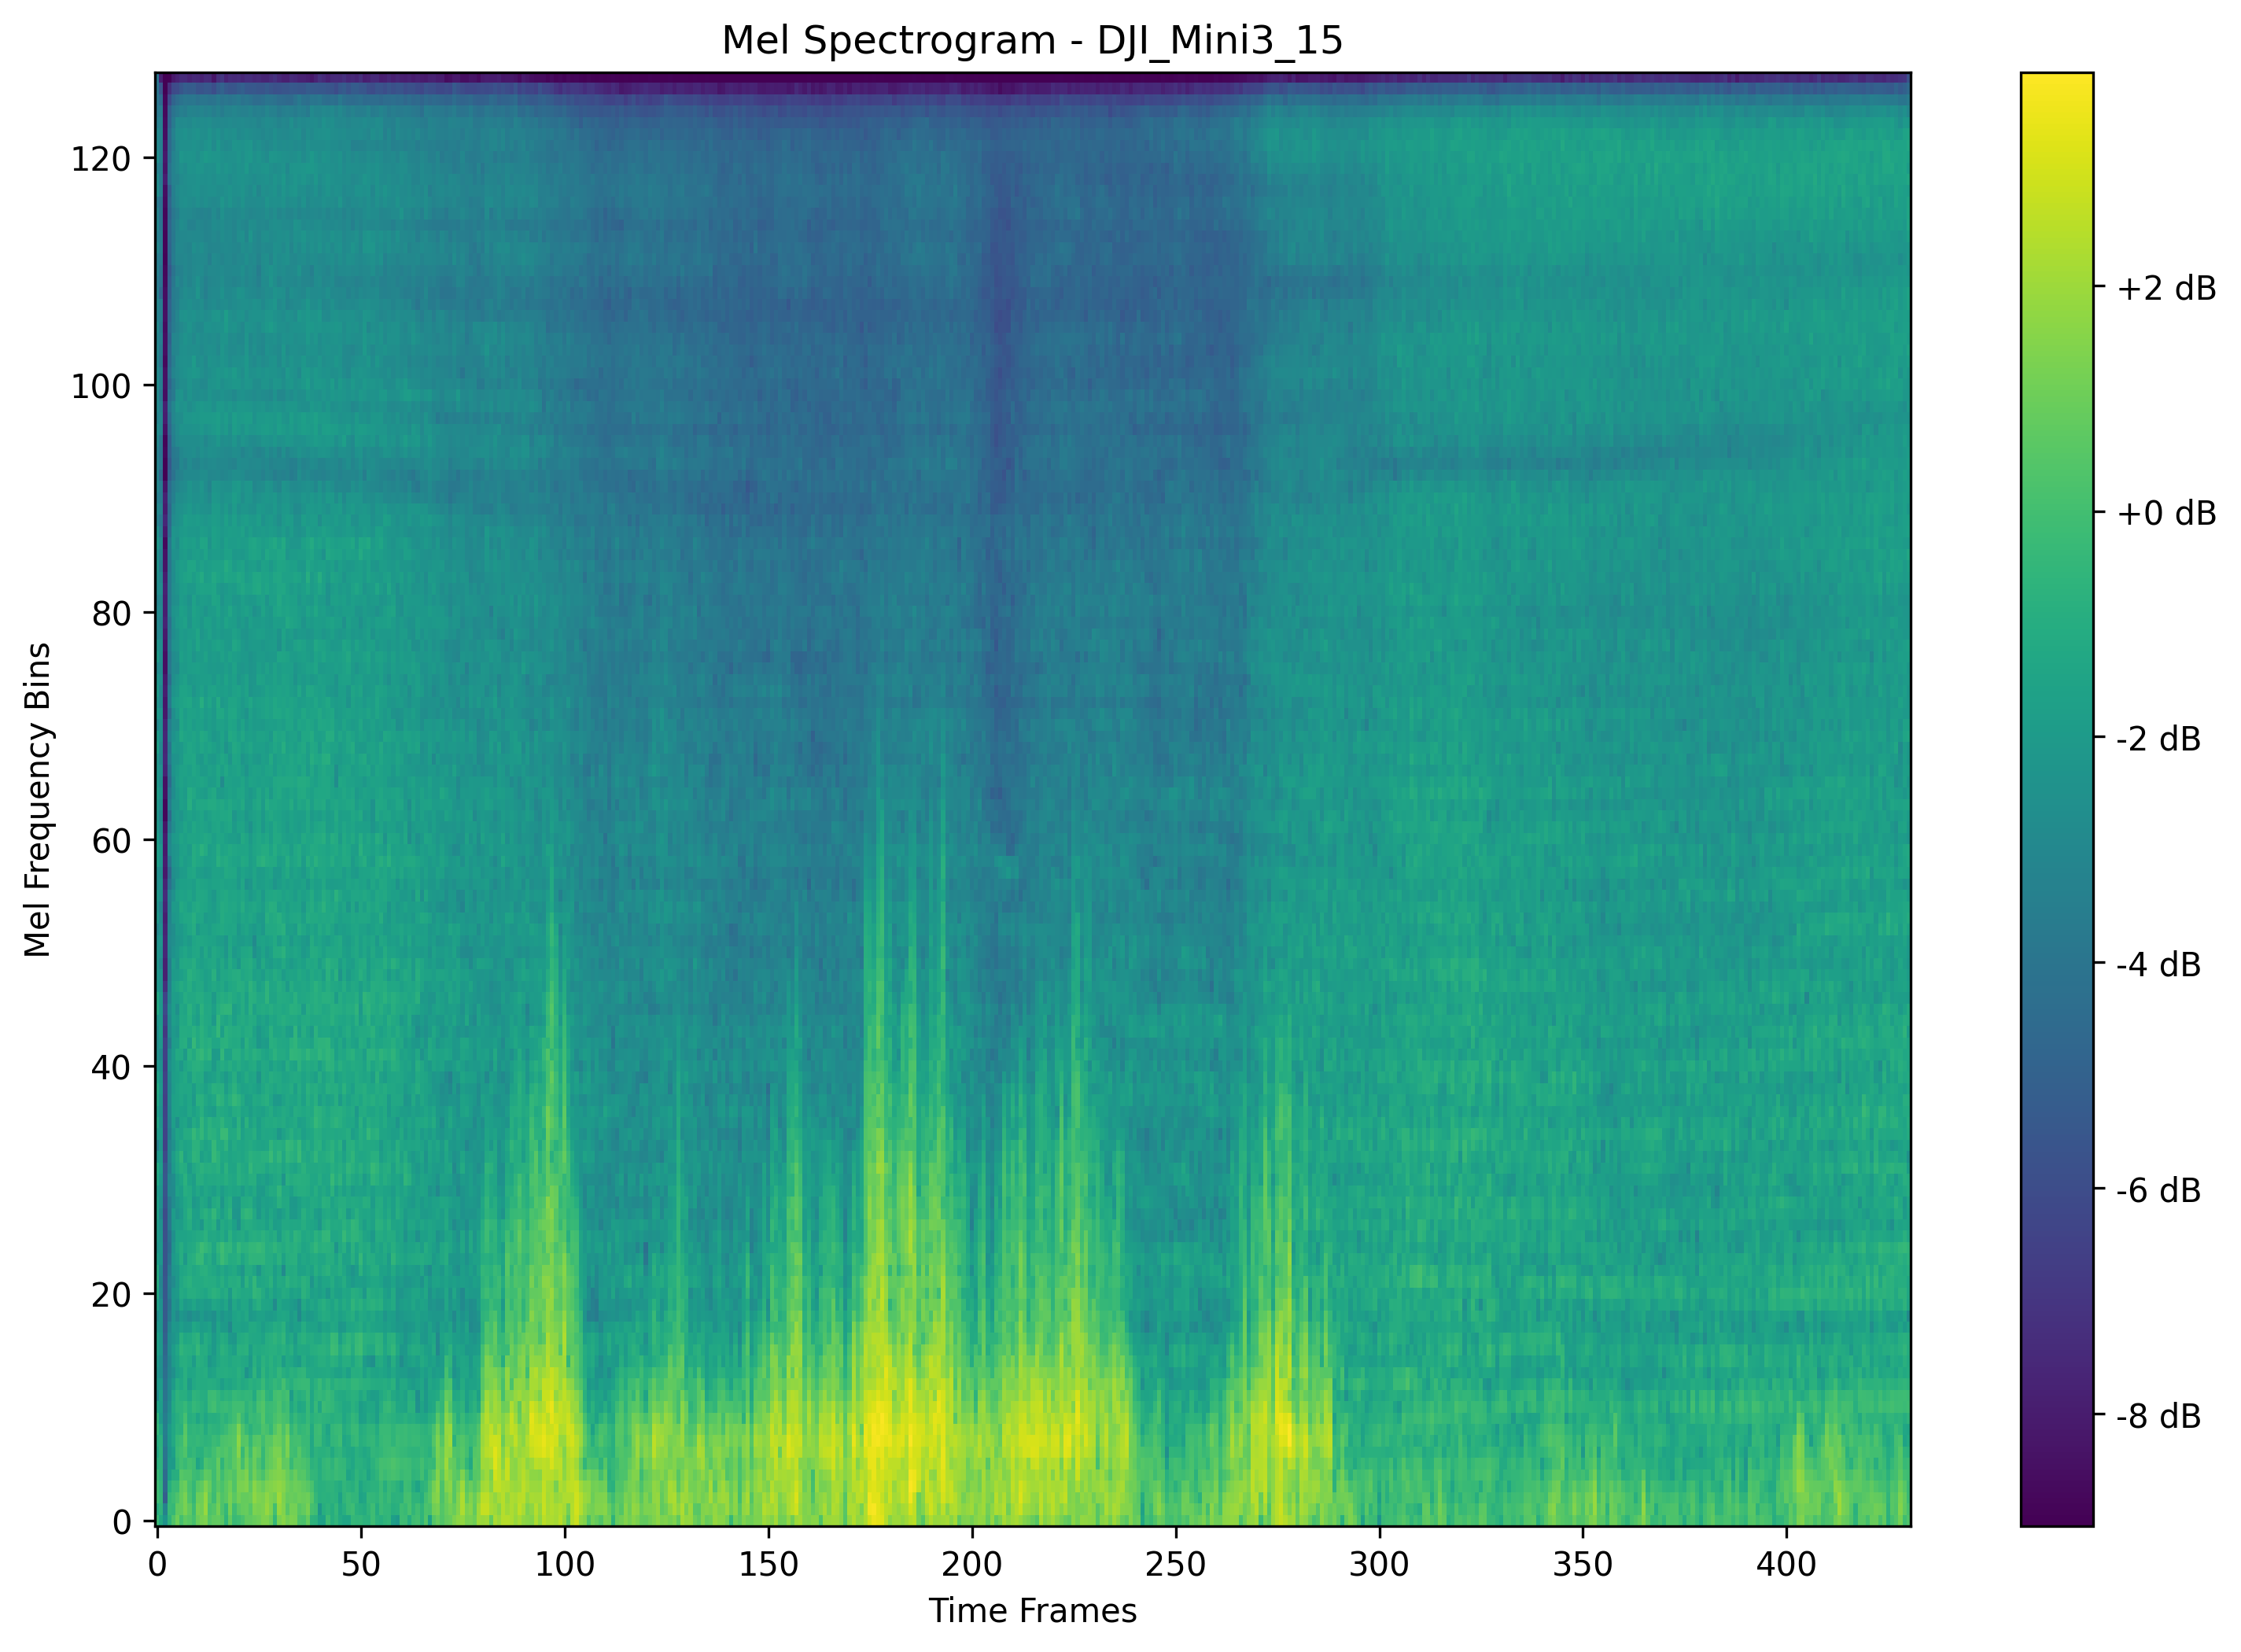 Mel Spectrogram - DJI_Mini3_15
Mel Frequency Bins
120
100
80
60
40
20
0
0 50 100 150 200 250 300 350 400
Time Frames
+2 dB
+0 dB
-2 dB
-4 dB
-6 dB
-8 dB